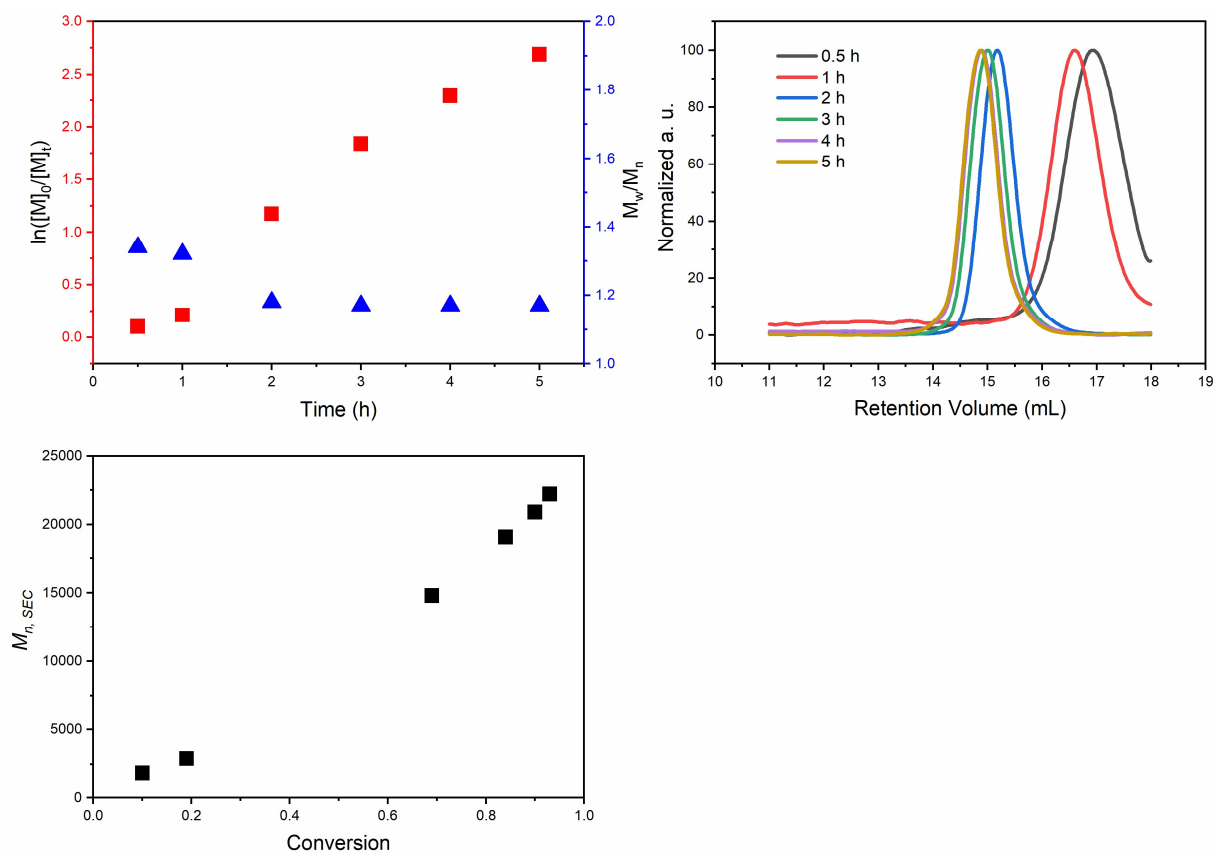 3.0
2.5
2.0
1.5
1.0
0.5
0.0
ln([M]0/[M]t)
0 1 2 3 4 5
Time (h)
2.0
1.8
1.6
1.4
1.2
1.0
Mw/Mn
100
80
60
40
20
0
Normalized a. u.
0.5 h
1 h
2 h
3 h
4 h
5 h
10 11 12 13 14 15 16 17 18 19
Retention Volume (mL)
25000
20000
15000
10000
5000
0
Mn, SEC
0.0 0.2 0.4 0.6 0.8 1.0
Conversion